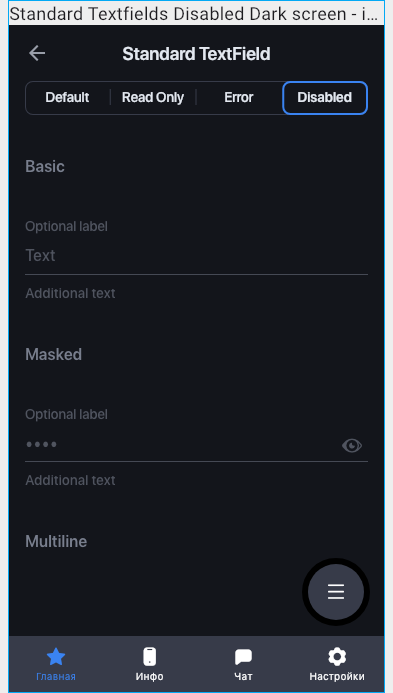 Standard Textfields Disabled Dark screen - i...
Standard TextField
Default Read Only Error Disabled
Basic
Optional label
Text
Additional text
Masked
Optional label
••••
Additional text
Multiline
Главная Инфо Чат Настройки